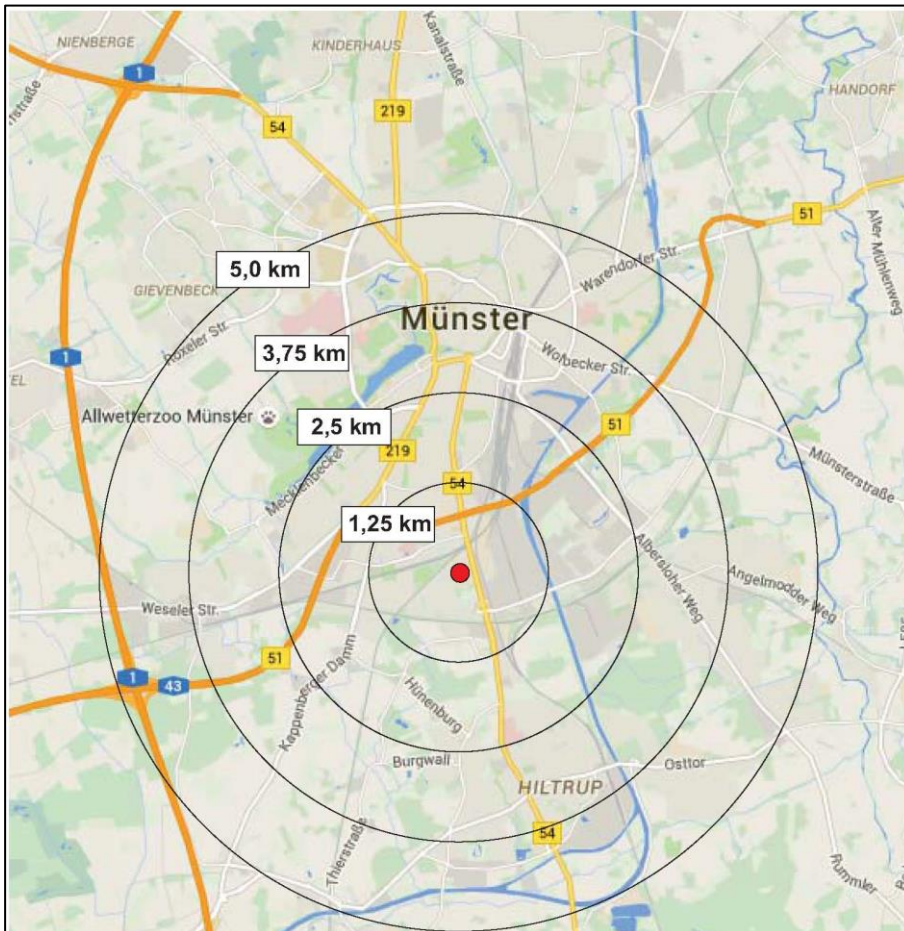 NIENBERGE
KINDERHAUS
Kanalstraße
1
HANDORF
219
54
51
Warendorfer Str.
Alter Mühlenweg
5,0 km
GIEVENBECK
Münster
3,75 km
Roxeler Str.
1
Wolbecker Str.
Allwetterzoo Münster
2,5 km
51
219
Mecklenbecker
Münsterstraße
54
1,25 km
Albersloher Weg
Angelmodder Weg
Weseler Str.
51
1
43
Kappenberger Damm
Hünenburg
Burgwall
Osttor
HILTRUP
54
Thierstraße